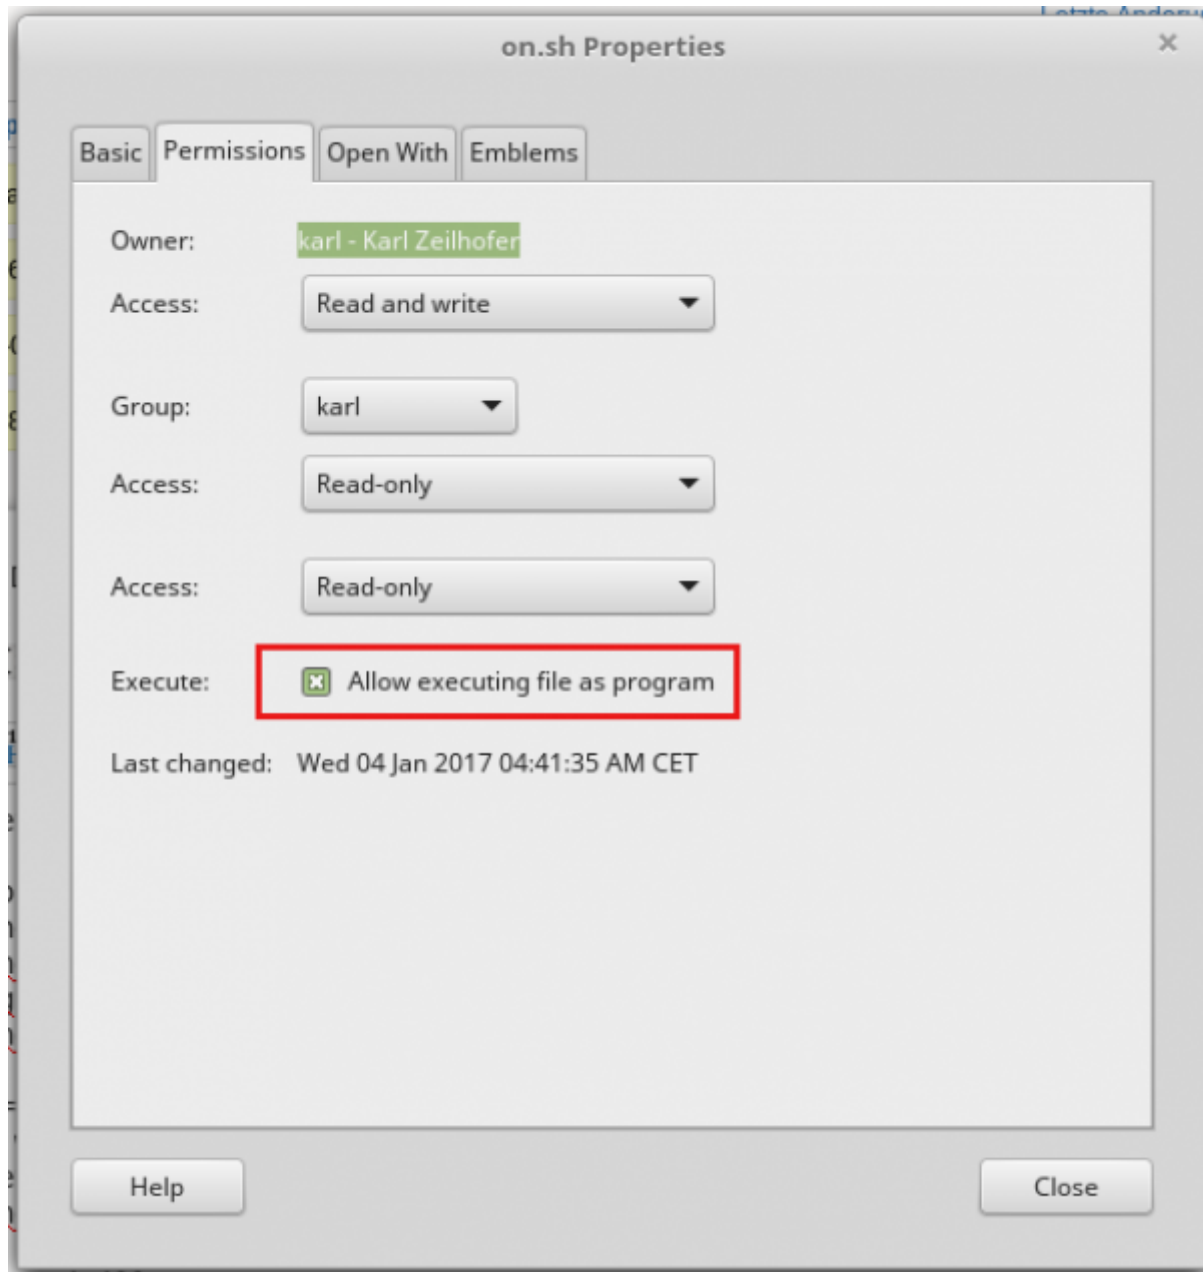 on.sh Properties
Basic Permissions Open With Emblems
Owner: karl - Karl Zeilhofer
Access: Read and write
Group: karl
Access: Read-only
Access: Read-only
Execute: Allow executing file as program
Last changed: Wed 04 Jan 2017 04:41:35 AM CET
Help Close